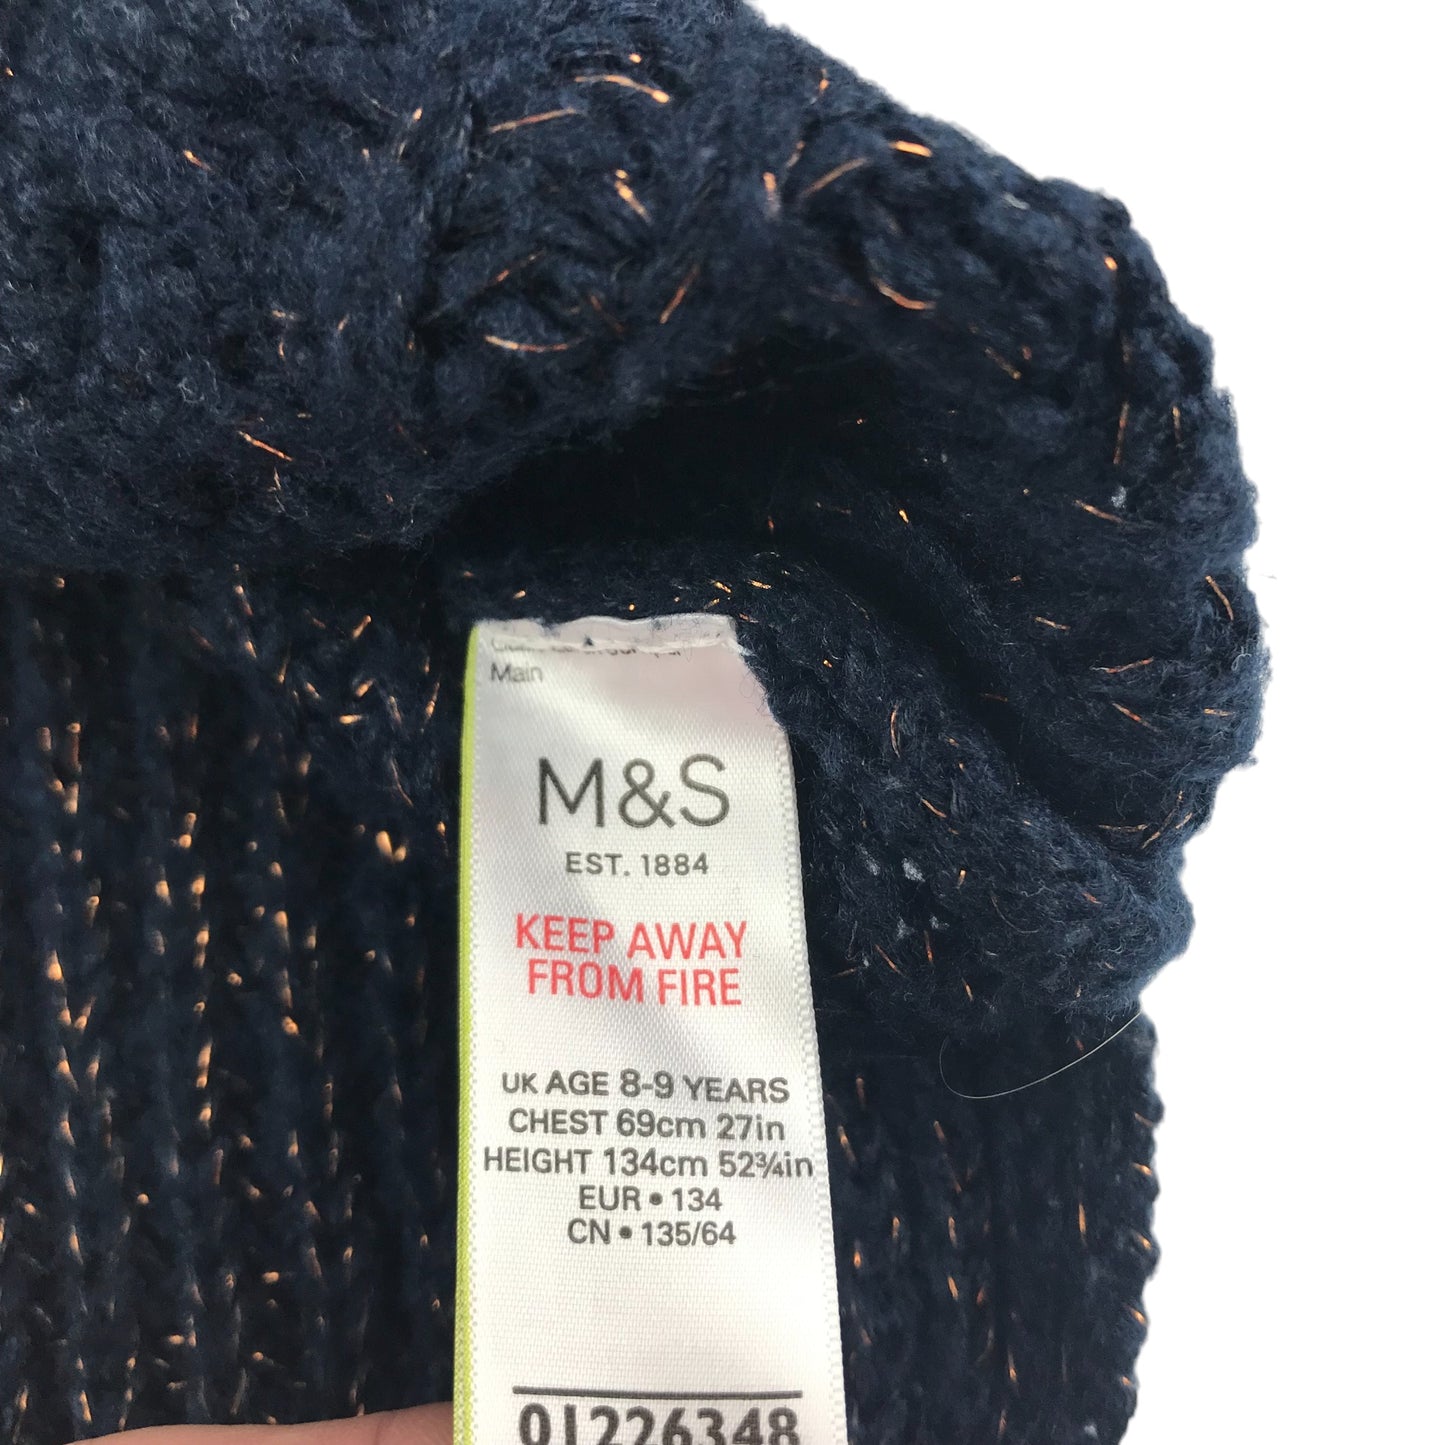 Main
M&S
EST. 1884
KEEP AWAY
FROM FIRE
UK AGE 8-9 YEARS
CHEST 69cm 27in
HEIGHT 134cm 52¾in
EUR • 134
CN • 135/64
01226348